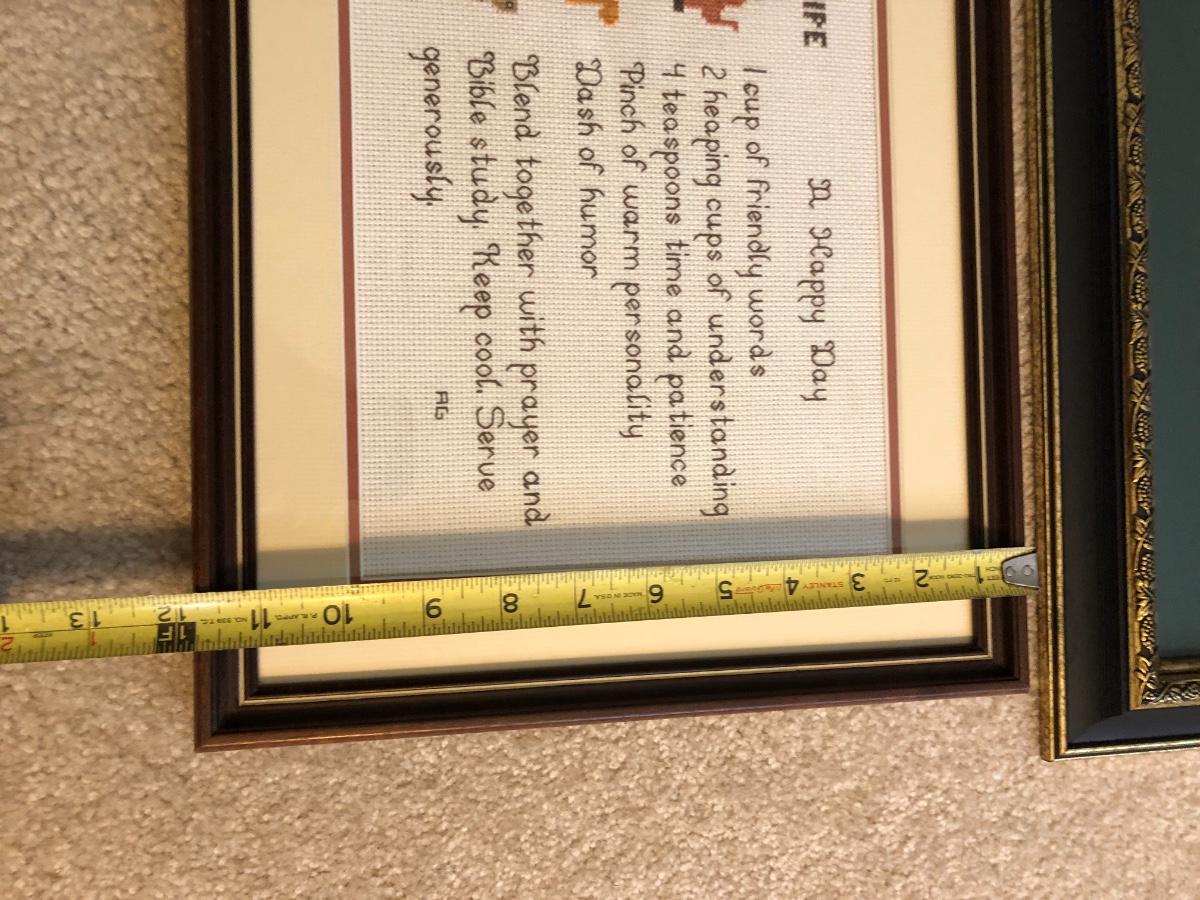 IPE
A Happy Day
1 cup of friendly words
2 heaping cups of understanding
4 teaspoons time and patience
Pinch of warm personality
Dash of humor
Blend together with prayer and
Bible study. Keep cool. Serve
generously.
AG
1 2 3 STANLEY 4 5 MADE IN U.S.A. 6 7 8 9 10 11 12 13
1F